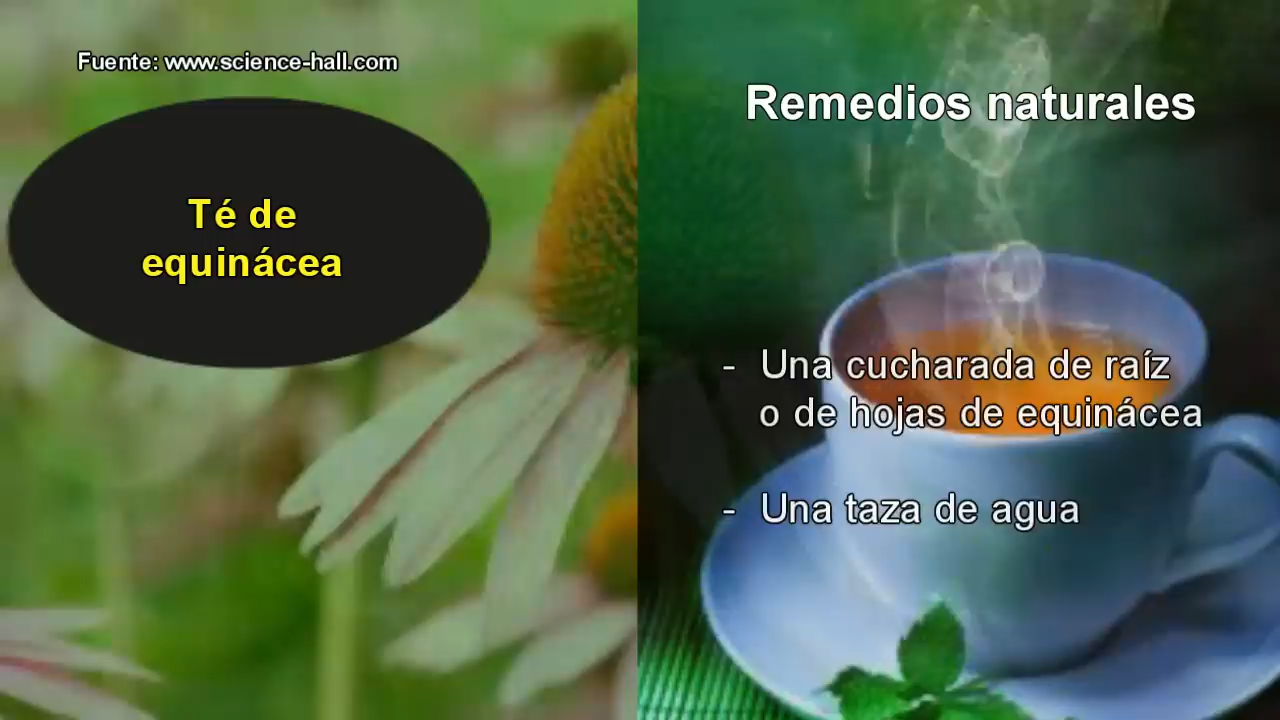 Fuente: www.science-hall.com
Té de
equinácea
Remedios naturales
- Una cucharada de raíz
o de hojas de equinácea
- Una taza de agua